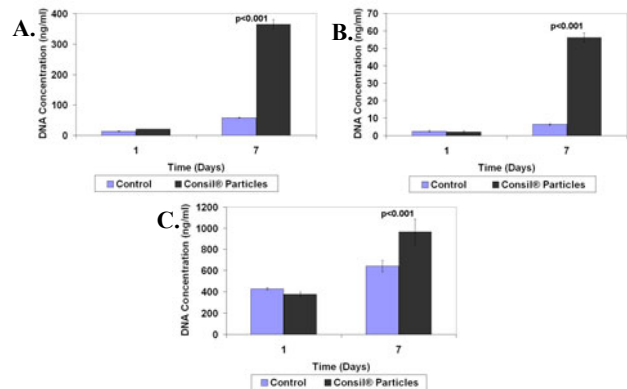 A.
DNA Concentration (ng/ml)
400
300
200
100
0
p<0.001
1
7
Time (Days)
Control
Consil® Particles
B.
DNA Concentration (ng/ml)
70
60
50
40
30
20
10
0
p<0.001
1
7
Time (Days)
Control
Consil® Particles
C.
DNA Concentration (ng/ml)
1200
1000
800
600
400
200
0
p<0.001
1
7
Time (Days)
Control
Consil® Particles